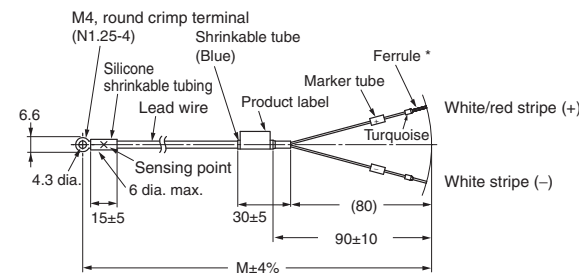 M4, round crimp terminal
(N1.25-4)
Shrinkable tube
(Blue)
Ferrule *
Silicone
shrinkable tubing
Marker tube
Lead wire
Product label
White/red stripe (+)
6.6
Turquoise
Sensing point
4.3 dia.
6 dia. max.
White stripe (−)
15±5
30±5
(80)
90±10
M±4%